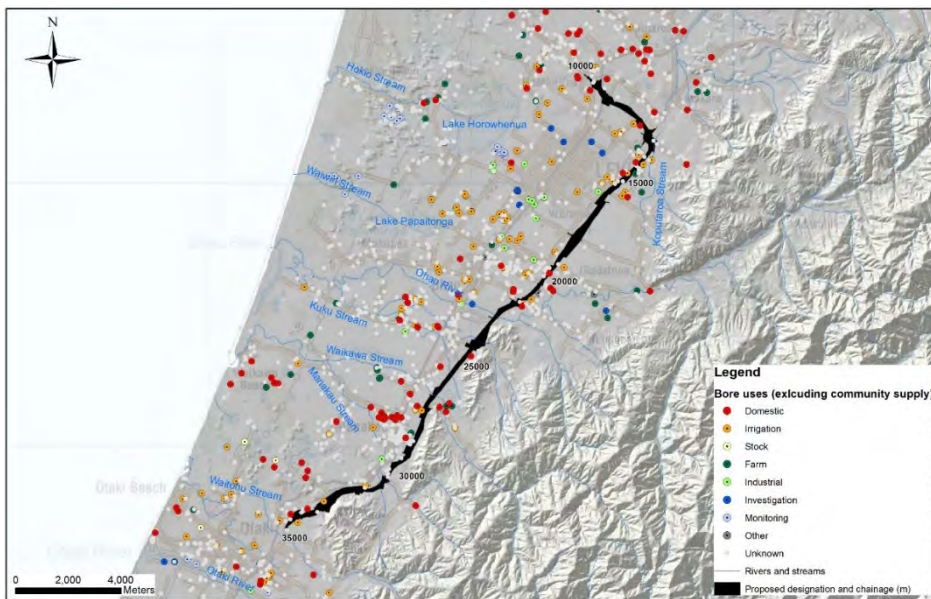 N
10000
Hokio Stream
Lake Horowhenua
Waiwiri Stream
15000
Koputaroa Stream
Lake Papaitonga
Ohau River
20000
Kuku Stream
Waikawa Stream
25000
Manakau Stream
30000
Otaki Beach
Waitohu Stream
35000
Otaki River
0 2,000 4,000
Meters
Legend
Bore uses (exlcuding community supply)
Domestic
Irrigation
Stock
Farm
Industrial
Investigation
Monitoring
Other
Unknown
Rivers and streams
Proposed designation and chainage (m)